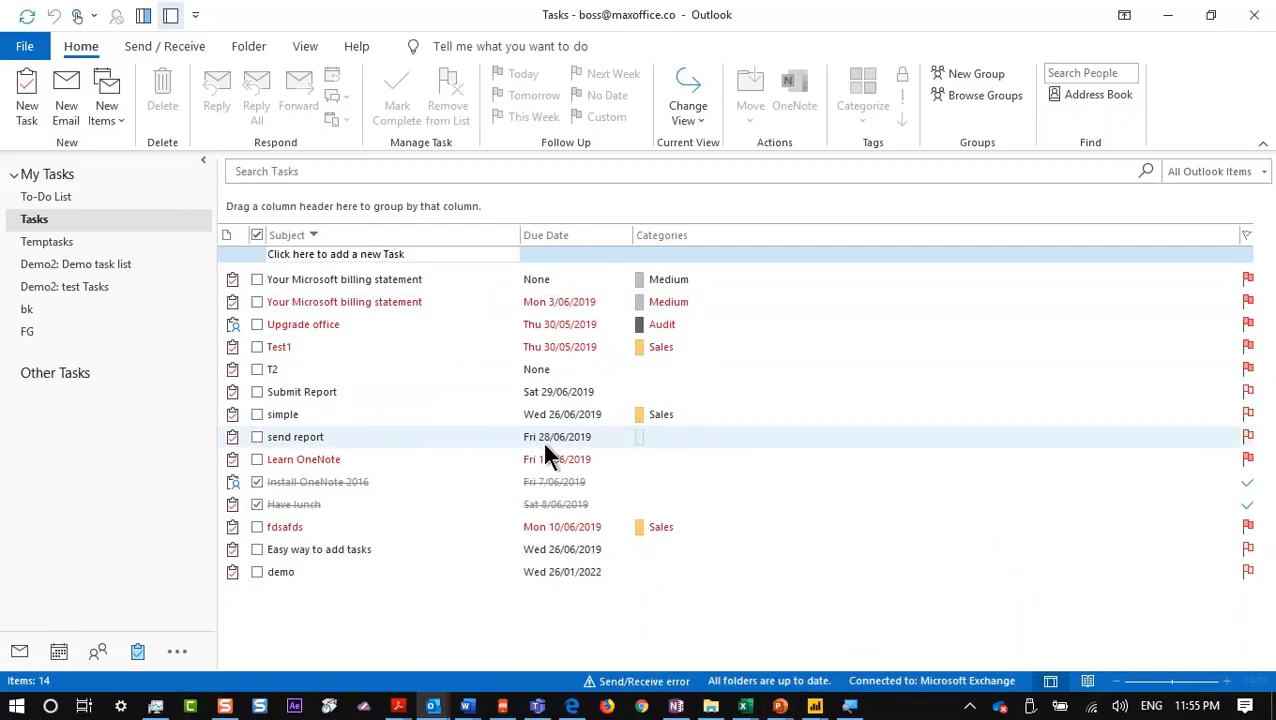 Tasks - boss@maxoffice.co - Outlook
File Home Send / Receive Folder View Help Tell me what you want to do
New Task
New Email
New Items
New
Delete
Delete
Reply
Reply All
Forward
Respond
Mark Complete
Remove from List
Manage Task
Today Next Week
Tomorrow No Date
This Week Custom
Follow Up
Change View
Current View
Move
OneNote
Actions
Categorize
Tags
New Group
Browse Groups
Groups
Search People
Address Book
Find
My Tasks
To-Do List
Tasks
Temptasks
Demo2: Demo task list
Demo2: test Tasks
bk
FG
Other Tasks
Search Tasks All Outlook Items
Drag a column header here to group by that column.
Subject Due Date Categories
Click here to add a new Task
Your Microsoft billing statement None Medium
Your Microsoft billing statement Mon 3/06/2019 Medium
Upgrade office Thu 30/05/2019 Audit
Test1 Thu 30/05/2019 Sales
T2 None
Submit Report Sat 29/06/2019
simple Wed 26/06/2019 Sales
send report Fri 28/06/2019
Learn OneNote Fri 1 6/2019
Install OneNote 2016 Fri 7/06/2019
Have lunch Sat 8/06/2019
fdsafds Mon 10/06/2019 Sales
Easy way to add tasks Wed 26/06/2019
demo Wed 26/01/2022
Items: 14 Send/Receive error All folders are up to date. Connected to: Microsoft Exchange
ENG 11:55 PM